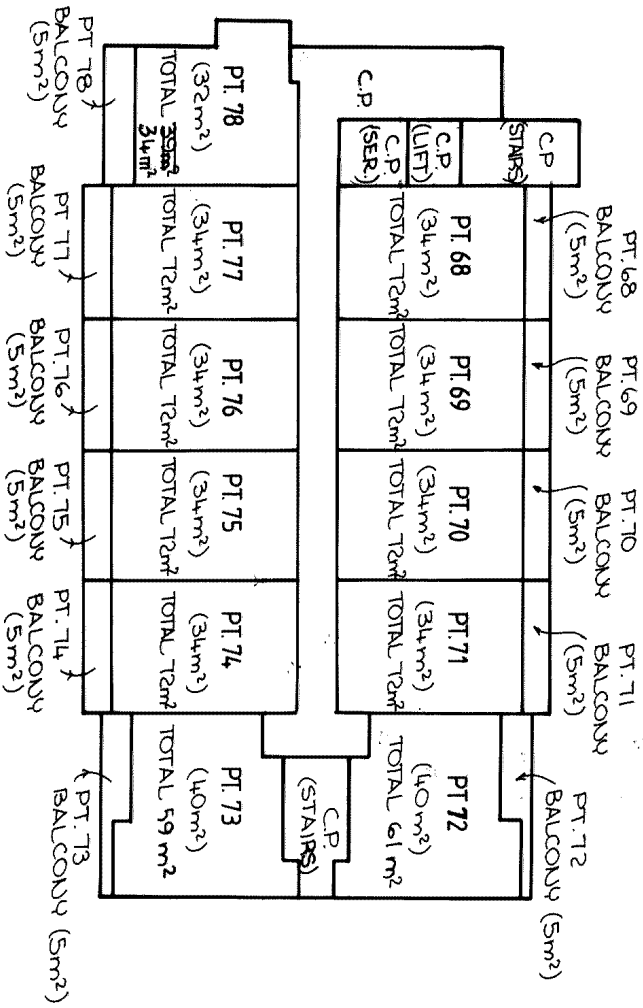 PT.68
BALCONY
(5m²)
PT.69
BALCONY
(5m²)
PT.70
BALCONY
(5m²)
PT.71
BALCONY
(5m²)
PT.72
BALCONY (5m²)
C.P.
(STAIRS)
C.P.
(LIFT)
C.P.
(SER.)
C.P.
PT.68
(34m²)
TOTAL 72m²
PT.69
(34m²)
TOTAL 72m²
PT.70
(34m²)
TOTAL 72m²
PT.71
(34m²)
TOTAL 72m²
PT 72
(40m²)
TOTAL 61m²
C.P.
(STAIRS)
PT. 78
(32m²)
TOTAL
34m²
PT.77
(34m²)
TOTAL 72m²
PT.76
(34m²)
TOTAL 72m²
PT.75
(34m²)
TOTAL 72m²
PT.74
(34m²)
TOTAL 72m²
PT.73
(40m²)
TOTAL 59m²
PT 78
BALCONY
(5m²)
PT 77
BALCONY
(5m²)
PT.76
BALCONY
(5m²)
PT.75
BALCONY
(5m²)
PT.74
BALCONY
(5m²)
PT.73
BALCONY (5m²)